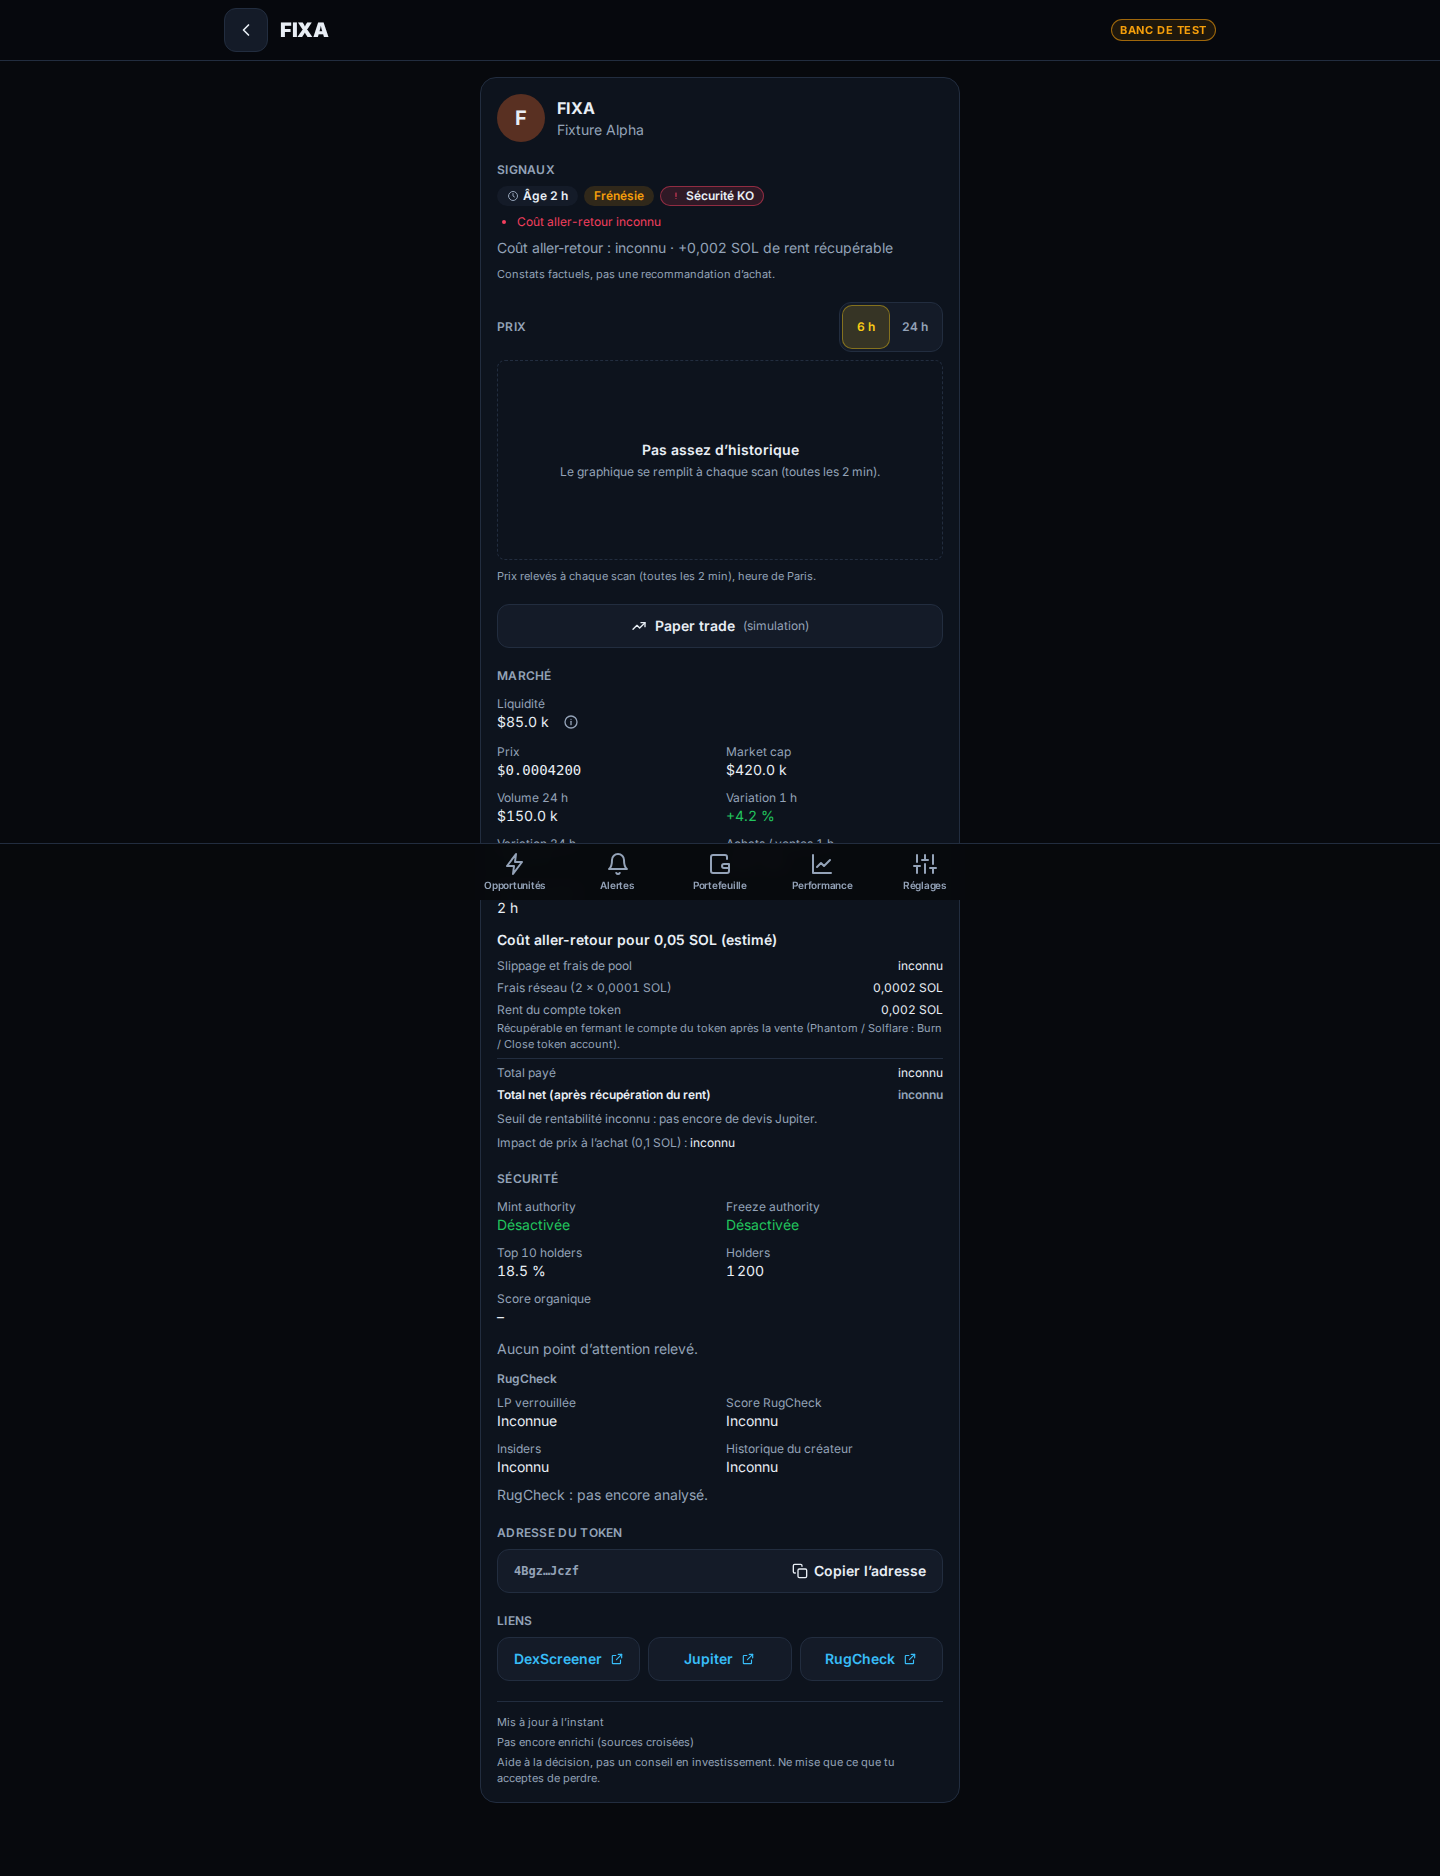 FIXA
BANC DE TEST
F
FIXA
Fixture Alpha
SIGNAUX
Âge 2 h
Frénésie
Sécurité KO
• Coût aller-retour inconnu
Coût aller-retour : inconnu · +0,002 SOL de rent récupérable
Constats factuels, pas une recommandation d’achat.
PRIX
6 h
24 h
Pas assez d’historique
Le graphique se remplit à chaque scan (toutes les 2 min).
Prix relevés à chaque scan (toutes les 2 min), heure de Paris.
Paper trade (simulation)
MARCHÉ
Liquidité
$85.0 k
Prix
Market cap
$0.0004200
$420.0 k
Volume 24 h
Variation 1 h
$150.0 k
+4.2 %
Variation 24 h
Achats / ventes 1 h
Opportunités
Alertes
Portefeuille
Performance
Réglages
2 h
Coût aller-retour pour 0,05 SOL (estimé)
Slippage et frais de pool
inconnu
Frais réseau (2 × 0,0001 SOL)
0,0002 SOL
Rent du compte token
0,002 SOL
Récupérable en fermant le compte du token après la vente (Phantom / Solflare : Burn
/ Close token account).
Total payé
inconnu
Total net (après récupération du rent)
inconnu
Seuil de rentabilité inconnu : pas encore de devis Jupiter.
Impact de prix à l’achat (0,1 SOL) : inconnu
SÉCURITÉ
Mint authority
Freeze authority
Désactivée
Désactivée
Top 10 holders
Holders
18.5 %
1 200
Score organique
–
Aucun point d’attention relevé.
RugCheck
LP verrouillée
Score RugCheck
Inconnue
Inconnu
Insiders
Historique du créateur
Inconnu
Inconnu
RugCheck : pas encore analysé.
ADRESSE DU TOKEN
4Bgz…Jczf
Copier l’adresse
LIENS
DexScreener
Jupiter
RugCheck
Mis à jour à l’instant
Pas encore enrichi (sources croisées)
Aide à la décision, pas un conseil en investissement. Ne mise que ce que tu
acceptes de perdre.